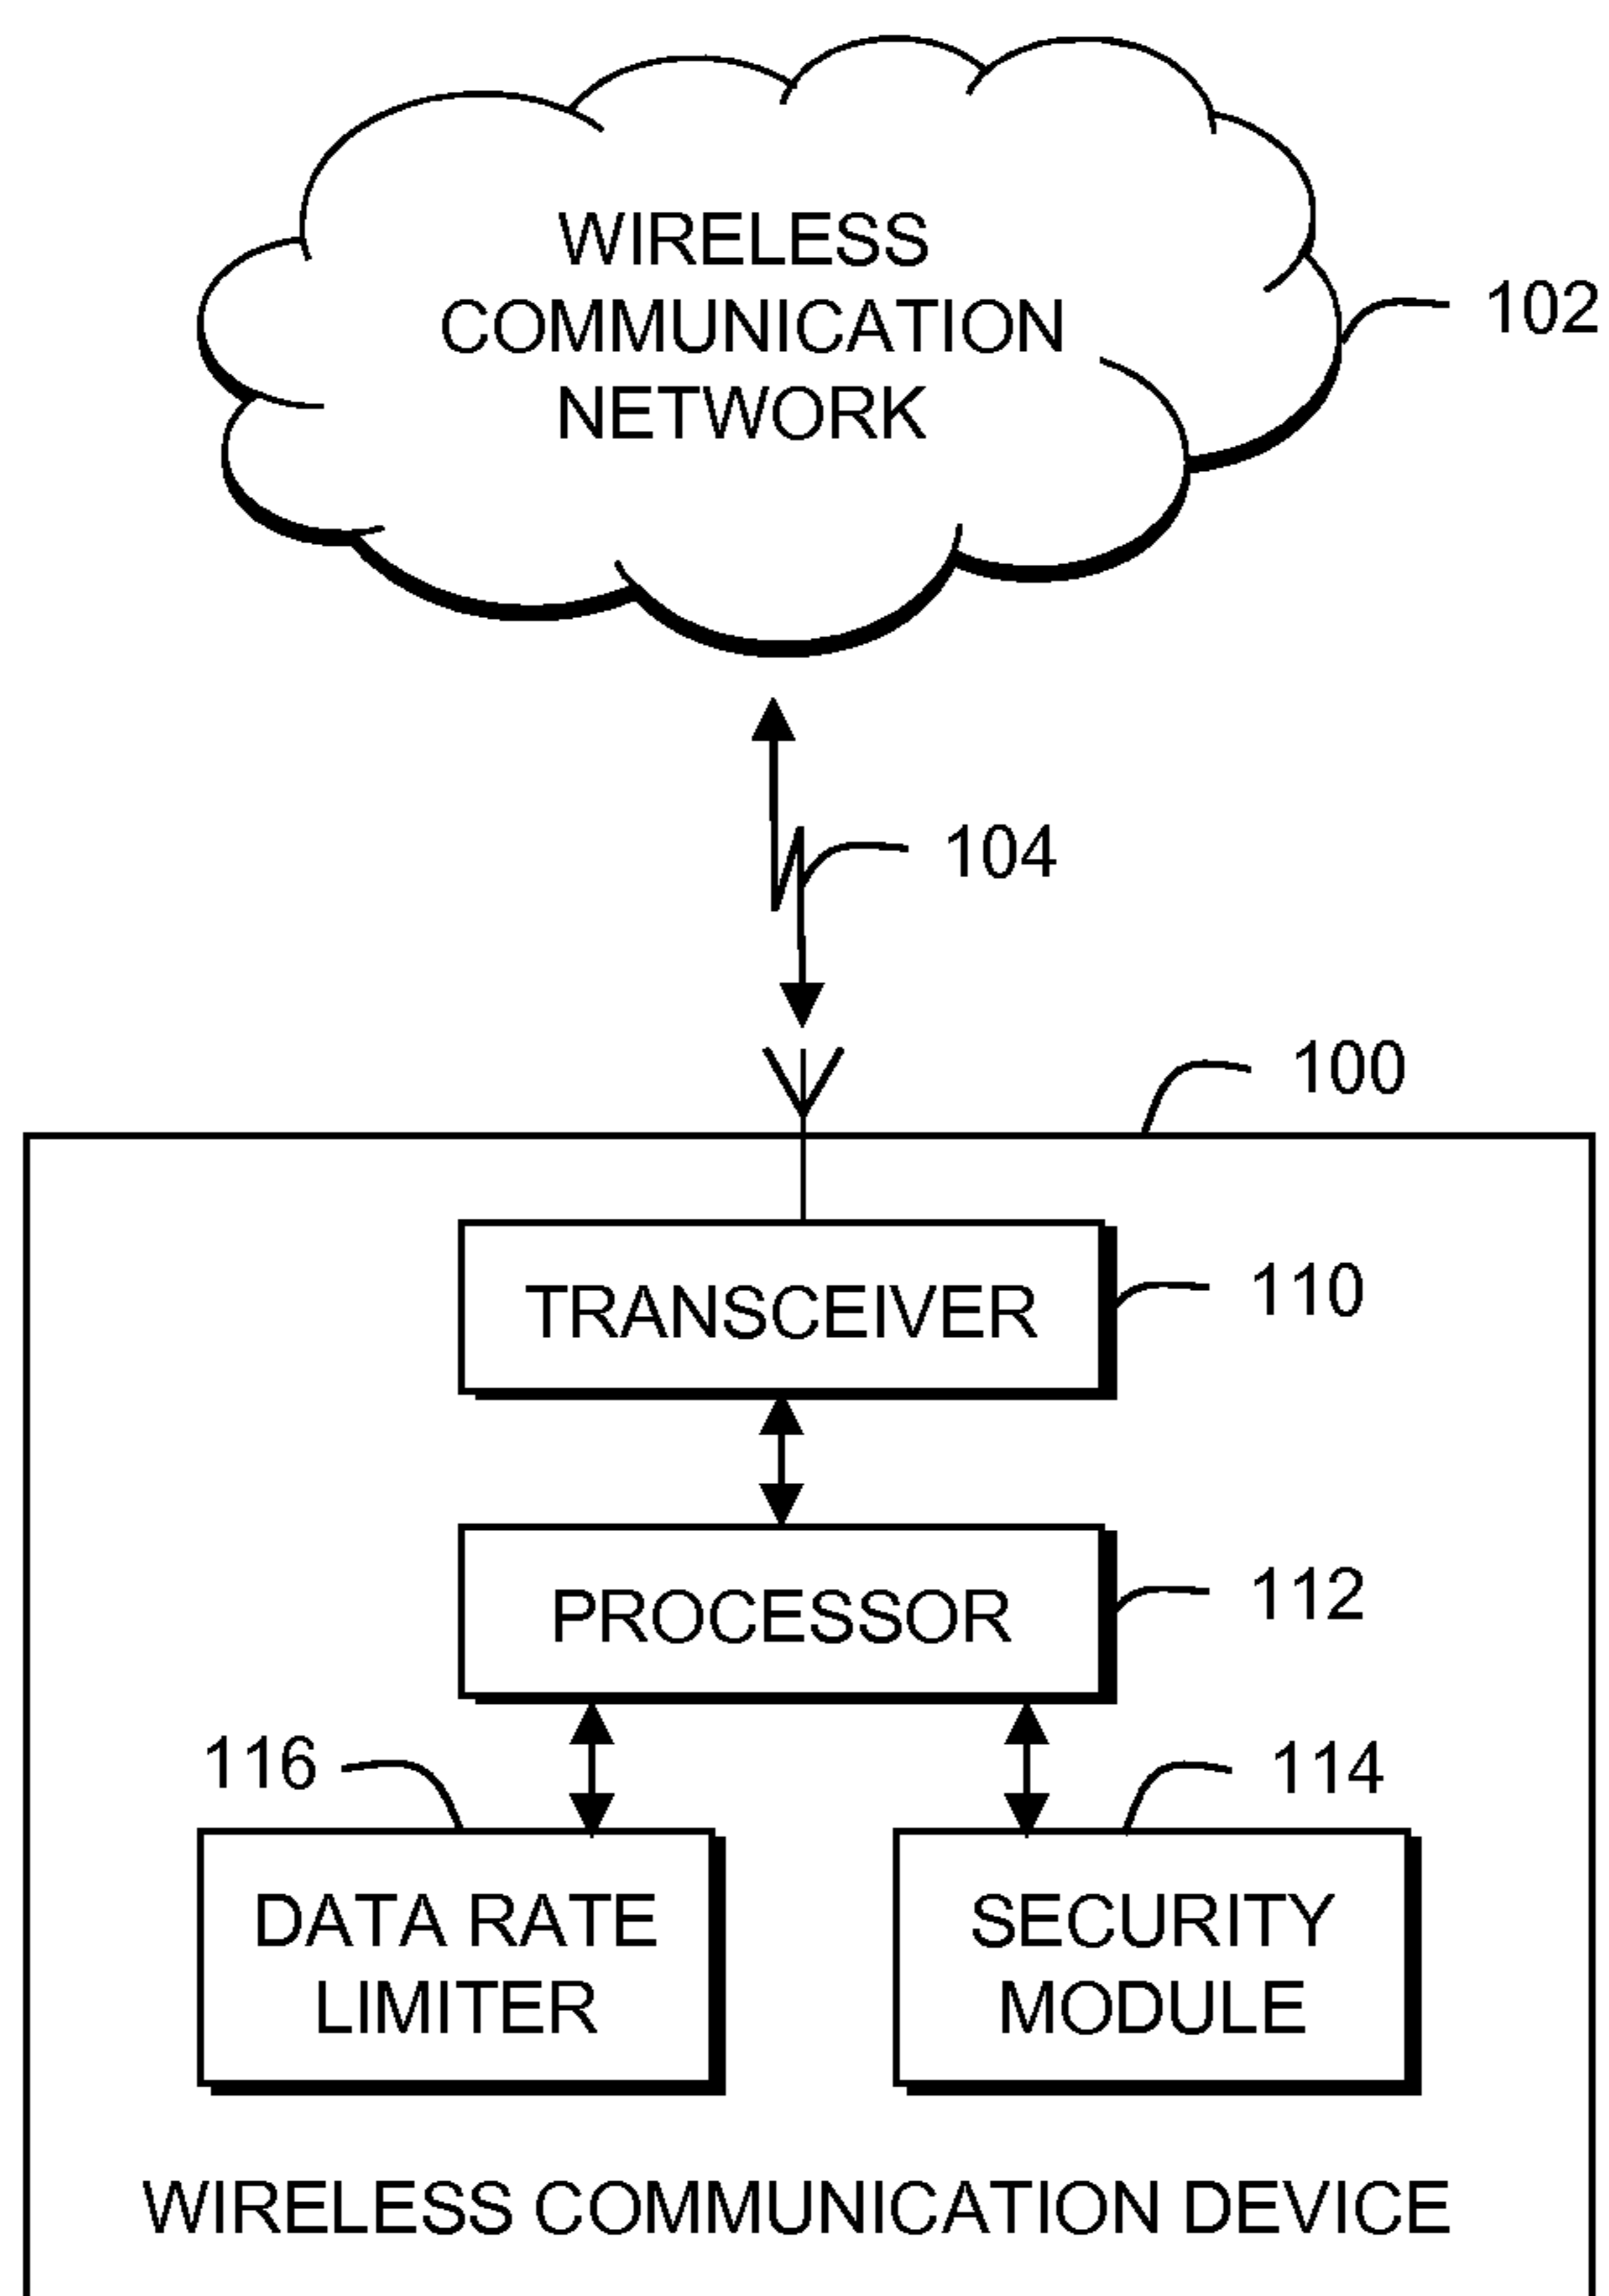 WIRELESS
COMMUNICATION
NETWORK
102
104
100
TRANSCEIVER
110
PROCESSOR
112
116
114
DATA RATE
LIMITER
SECURITY
MODULE
WIRELESS COMMUNICATION DEVICE